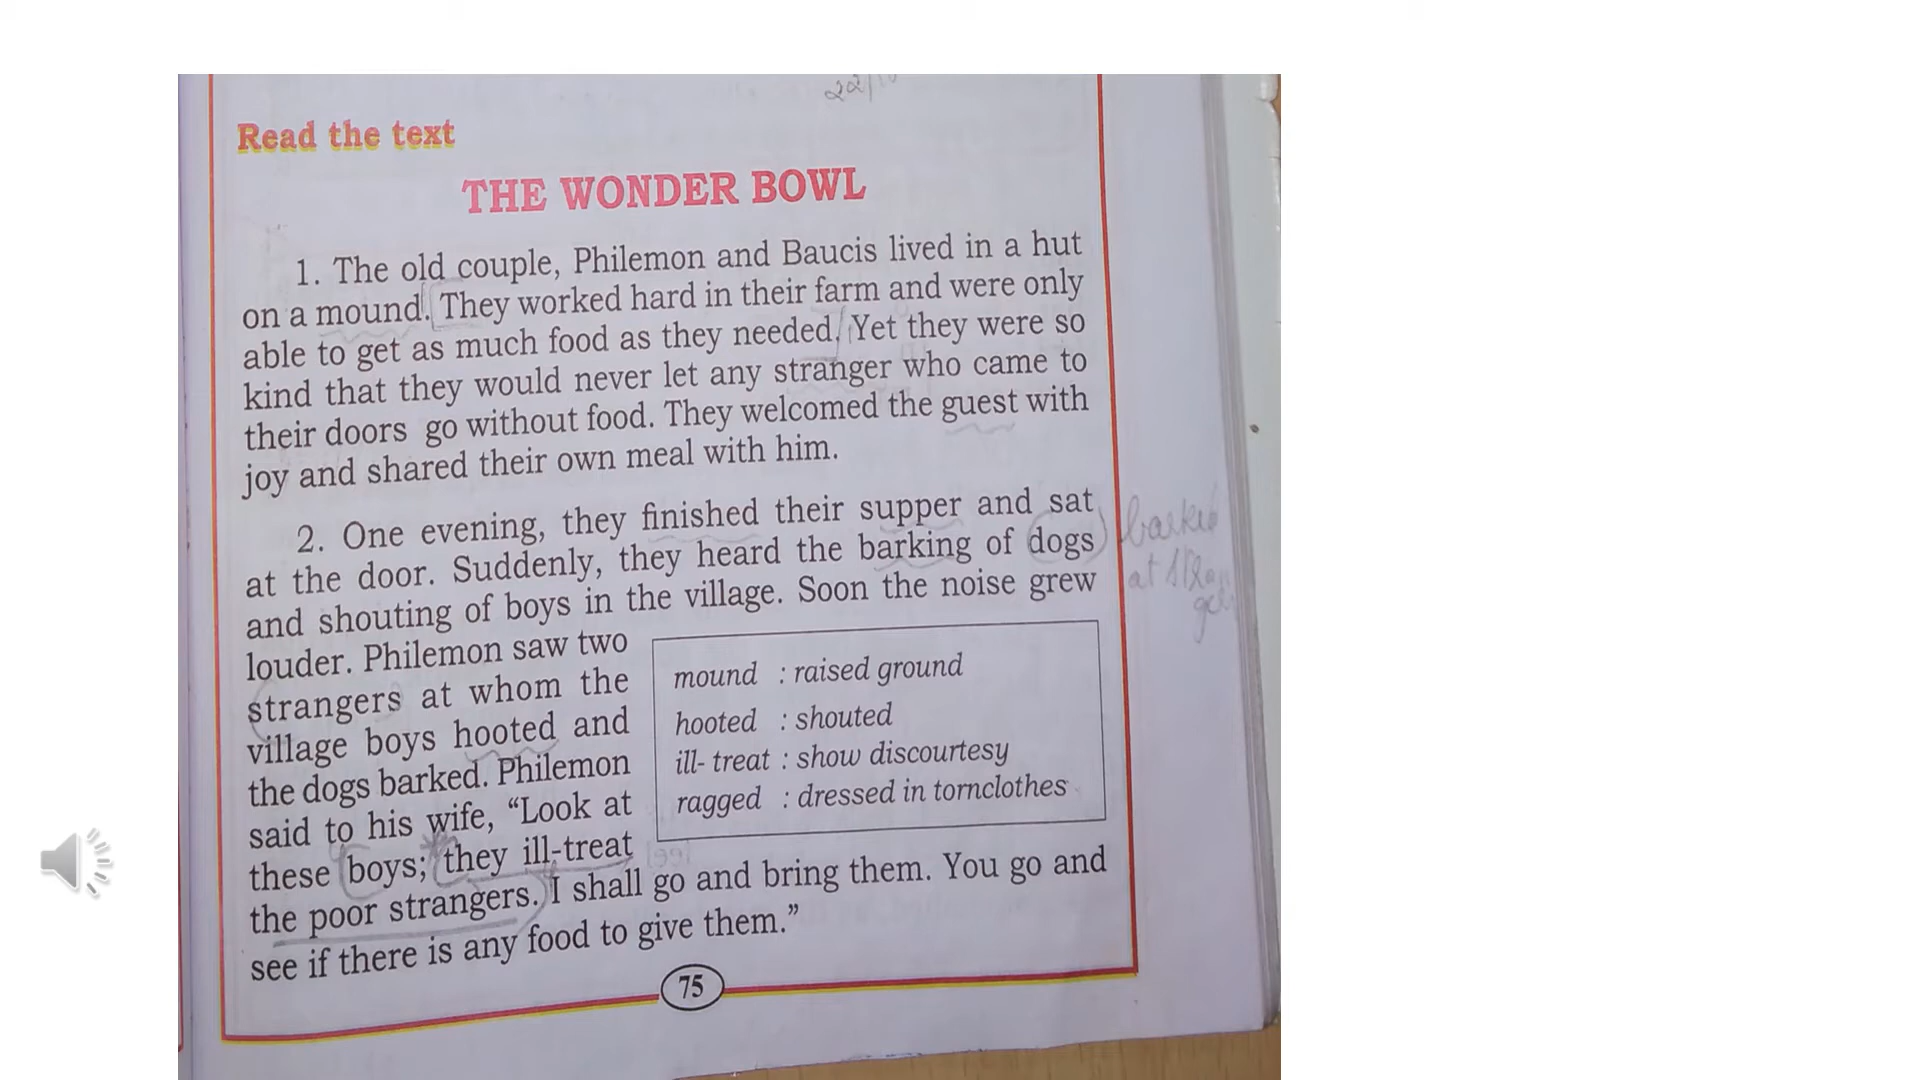 22/10
Read the text
THE WONDER BOWL
1. The old couple, Philemon and Baucis lived in a hut
on a mound. They worked hard in their farm and were only
able to get as much food as they needed. Yet they were so
kind that they would never let any stranger who came to
their doors go without food. They welcomed the guest with
joy and shared their own meal with him.
2. One evening, they finished their supper and sat
at the door. Suddenly, they heard the barking of dogs
and shouting of boys in the village. Soon the noise grew
louder. Philemon saw two
strangers at whom the
village boys hooted and
the dogs barked. Philemon
said to his wife, “Look at
these boys; they ill-treat
the poor strangers. I shall go and bring them. You go and
see if there is any food to give them.”
mound : raised ground
hooted : shouted
ill- treat : show discourtesy
ragged : dressed in tornclothes
barked
at
75